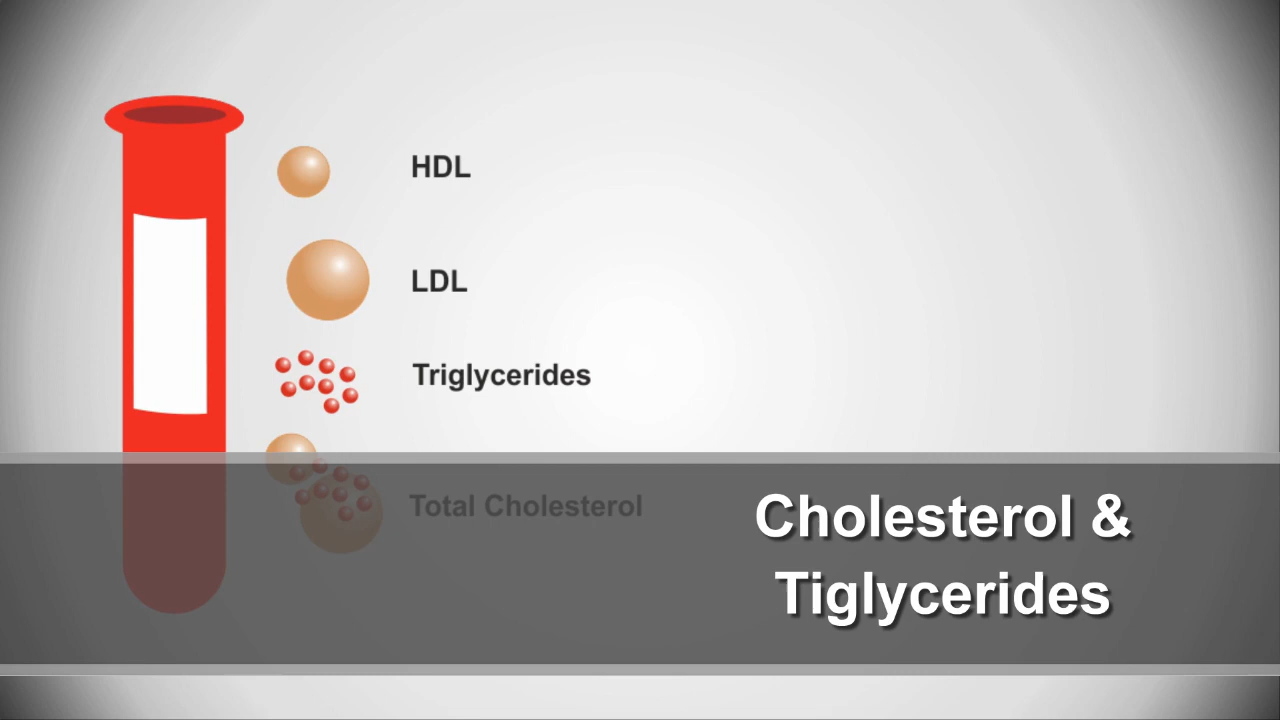 HDL
LDL
Triglycerides
Total Cholesterol
Cholesterol &
Tiglycerides